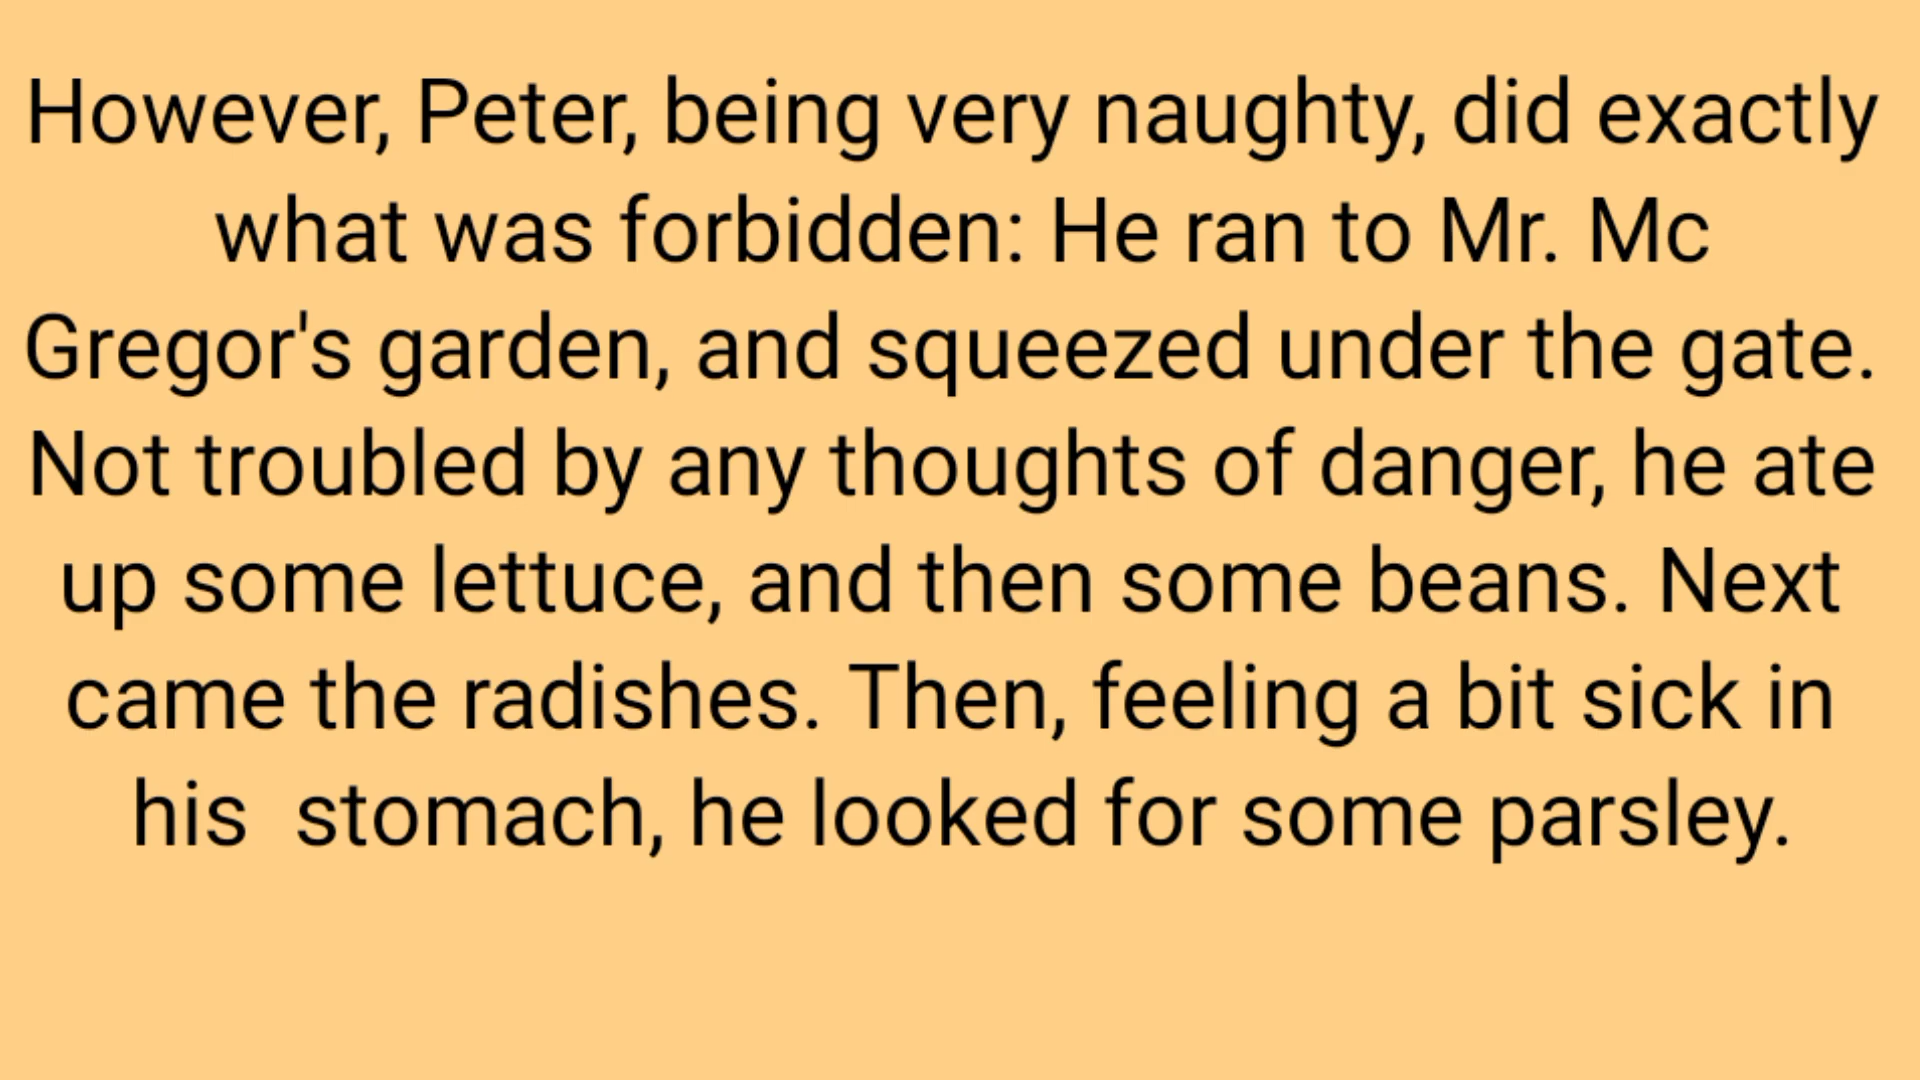 However, Peter, being very naughty, did exactly
what was forbidden: He ran to Mr. Mc
Gregor's garden, and squeezed under the gate.
Not troubled by any thoughts of danger, he ate
up some lettuce, and then some beans. Next
came the radishes. Then, feeling a bit sick in
his  stomach, he looked for some parsley.